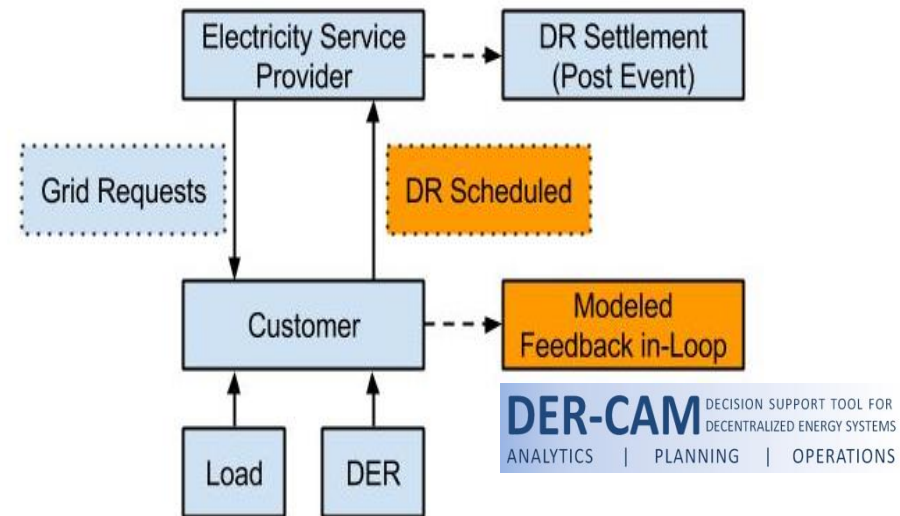 Electricity Service
Provider
DR Settlement
(Post Event)
Grid Requests
DR Scheduled
Customer
Modeled
Feedback in-Loop
Load
DER
DER-CAM
DECISION SUPPORT TOOL FOR
DECENTRALIZED ENERGY SYSTEMS
ANALYTICS | PLANNING | OPERATIONS